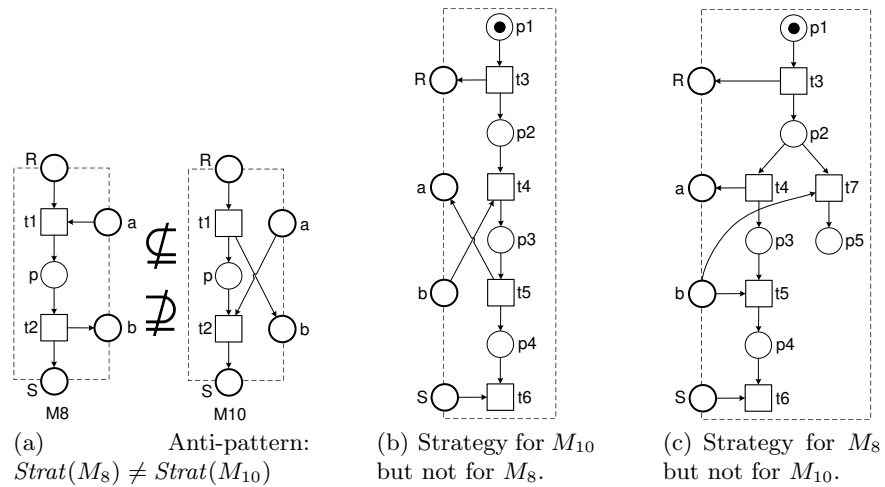 R
t1
a
p
t2
b
S
M8
R
t1
a
p
t2
b
S
M10
⊈
⊉
(a) Anti-pattern:
Strat(M8) ≠ Strat(M10)
p1
R
t3
p2
a
t4
p3
b
t5
p4
S
t6
(b) Strategy for M10
but not for M8.
p1
R
t3
p2
a
t4
t7
p3
p5
b
t5
p4
S
t6
(c) Strategy for M8
but not for M10.